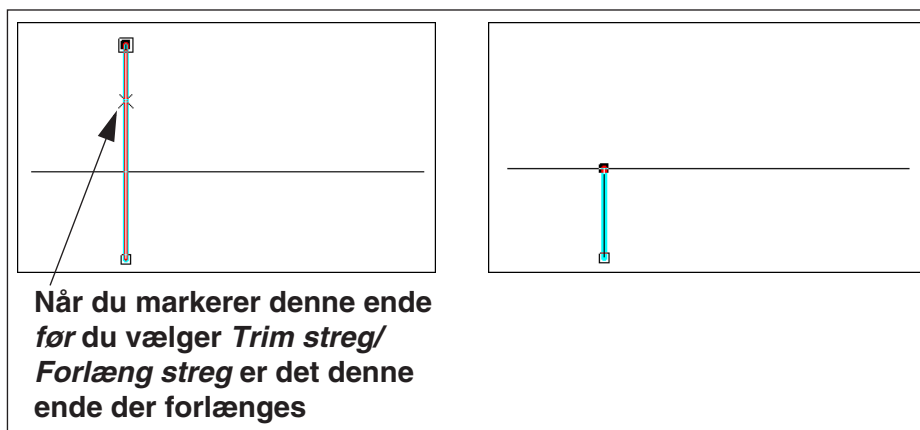 Når du markerer denne ende
før du vælger Trim streg/
Forlæng streg er det denne
ende der forlænges